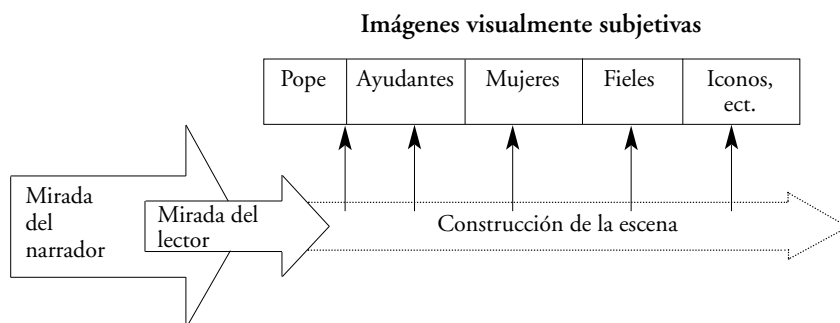 Imágenes visualmente subjetivas
Pope
Ayudantes
Mujeres
Fieles
Iconos,
ect.
Mirada
del
narrador
Mirada del
lector
Construcción de la escena